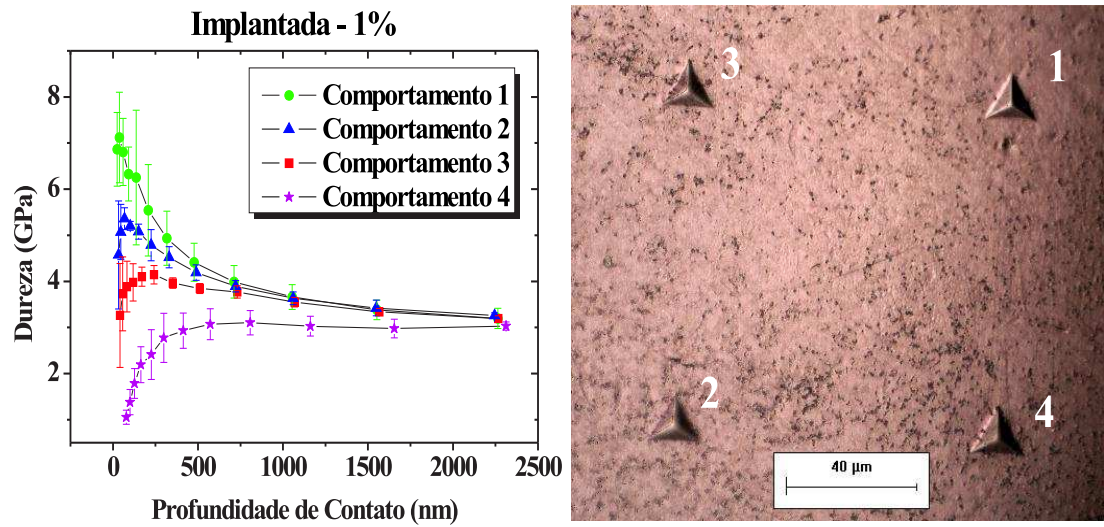 Implantada - 1%
Dureza (GPa)
8
6
4
2
Comportamento 1
Comportamento 2
Comportamento 3
Comportamento 4
0 500 1000 1500 2000 2500
Profundidade de Contato (nm)
3 1
2 4
40 µm